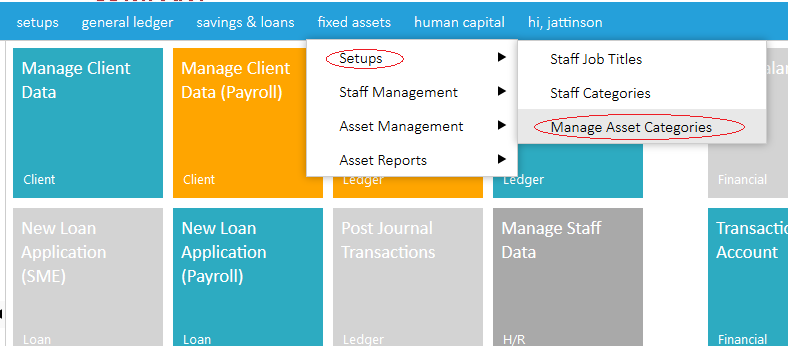 setups general ledger savings & loans fixed assets human capital hi, jattinson
Setups
Staff Management
Asset Management
Asset Reports
Staff Job Titles
Staff Categories
Manage Asset Categories
Manage Client
Data
Client
Manage Client
Data (Payroll)
Client
Ledger
Ledger
Financial
New Loan
Application
(SME)
Loan
New Loan
Application
(Payroll)
Loan
Post Journal
Transactions
Ledger
Manage Staff
Data
H/R
Account
Financial